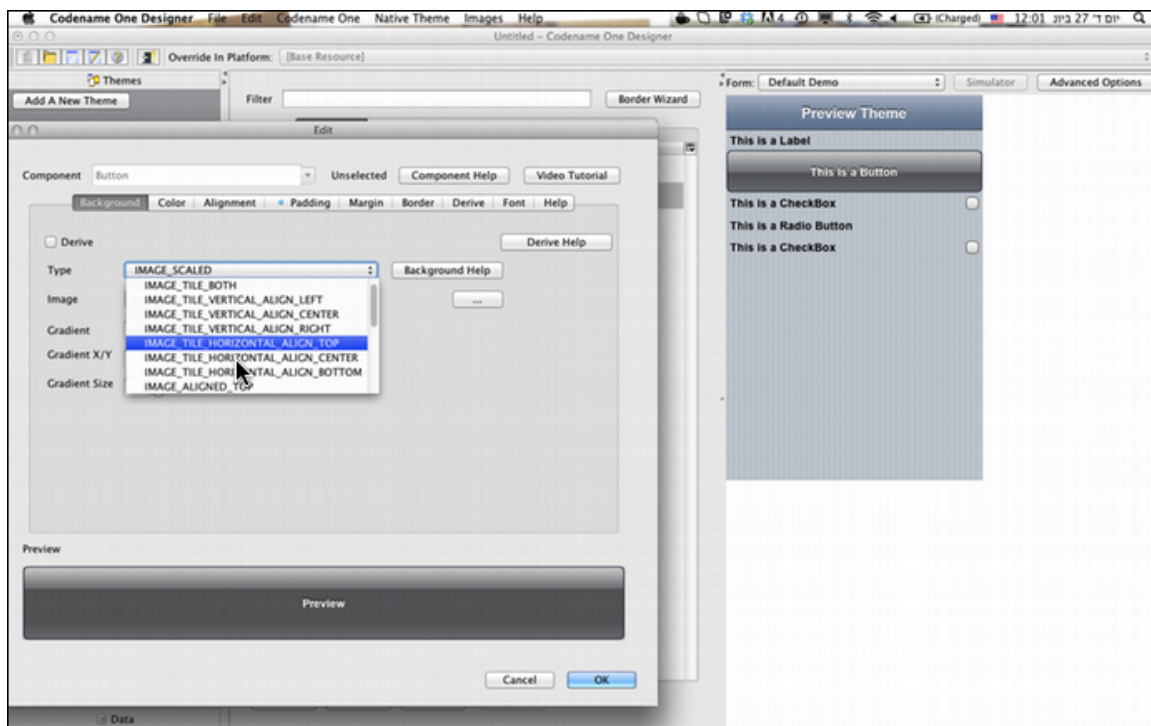 Codename One Designer File Edit Codename One Native Theme Images Help 4 (Charged) 12:01 יום ד' 27 ביונ
Untitled – Codename One Designer
Override In Platform: [Base Resource]
Themes
Form: Default Demo Simulator Advanced Options
Add A New Theme Filter Border Wizard
Preview Theme
Edit
This is a Label
Component Button Unselected Component Help Video Tutorial
This is a Button
Background Color Alignment Padding Margin Border Derive Font Help
This is a CheckBox
This is a Radio Button
Derive Derive Help
This is a CheckBox
Type IMAGE_SCALED Background Help
IMAGE_TILE_BOTH
Image IMAGE_TILE_VERTICAL_ALIGN_LEFT ...
IMAGE_TILE_VERTICAL_ALIGN_CENTER
Gradient IMAGE_TILE_VERTICAL_ALIGN_RIGHT
IMAGE_TILE_HORIZONTAL_ALIGN_TOP
Gradient X/Y IMAGE_TILE_HORIZONTAL_ALIGN_CENTER
IMAGE_TILE_HORIZONTAL_ALIGN_BOTTOM
Gradient Size IMAGE_ALIGNED_TOP
Preview
Preview
Cancel OK
Data